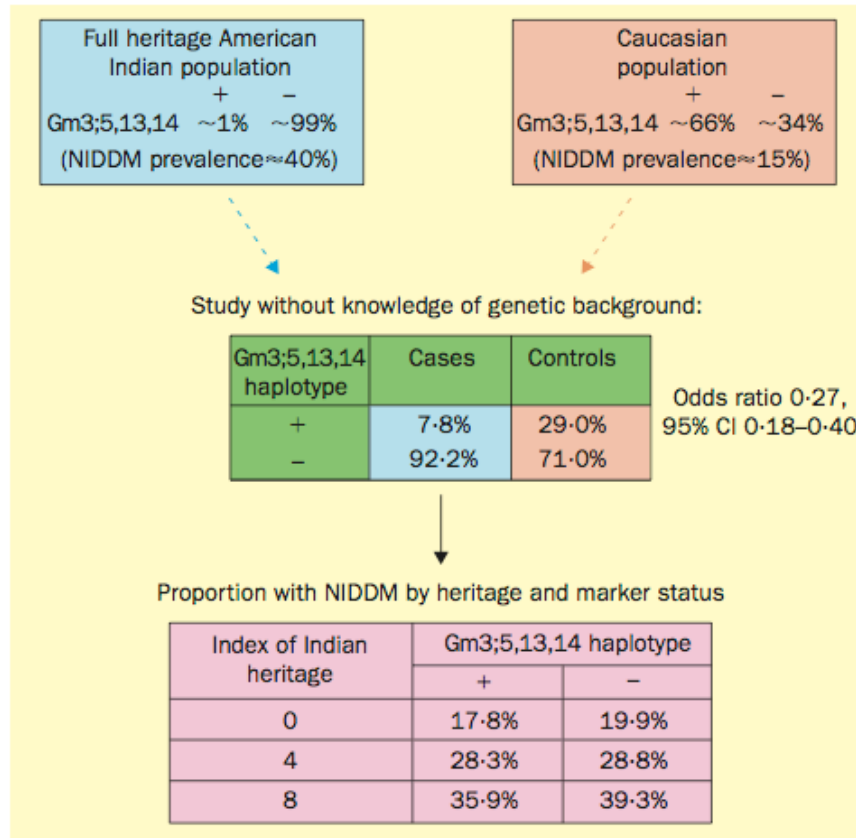 Full heritage American
Indian population
+ −
Gm3;5,13,14 ~1% ~99%
(NIDDM prevalence≈40%)
Caucasian
population
+ −
Gm3;5,13,14 ~66% ~34%
(NIDDM prevalence≈15%)
Study without knowledge of genetic background:
Gm3;5,13,14
haplotype
Cases
Controls
+ 7·8% 29·0%
− 92·2% 71·0%
Odds ratio 0·27,
95% CI 0·18–0·40
Proportion with NIDDM by heritage and marker status
Index of Indian
heritage
Gm3;5,13,14 haplotype
+ −
0 17·8% 19·9%
4 28·3% 28·8%
8 35·9% 39·3%